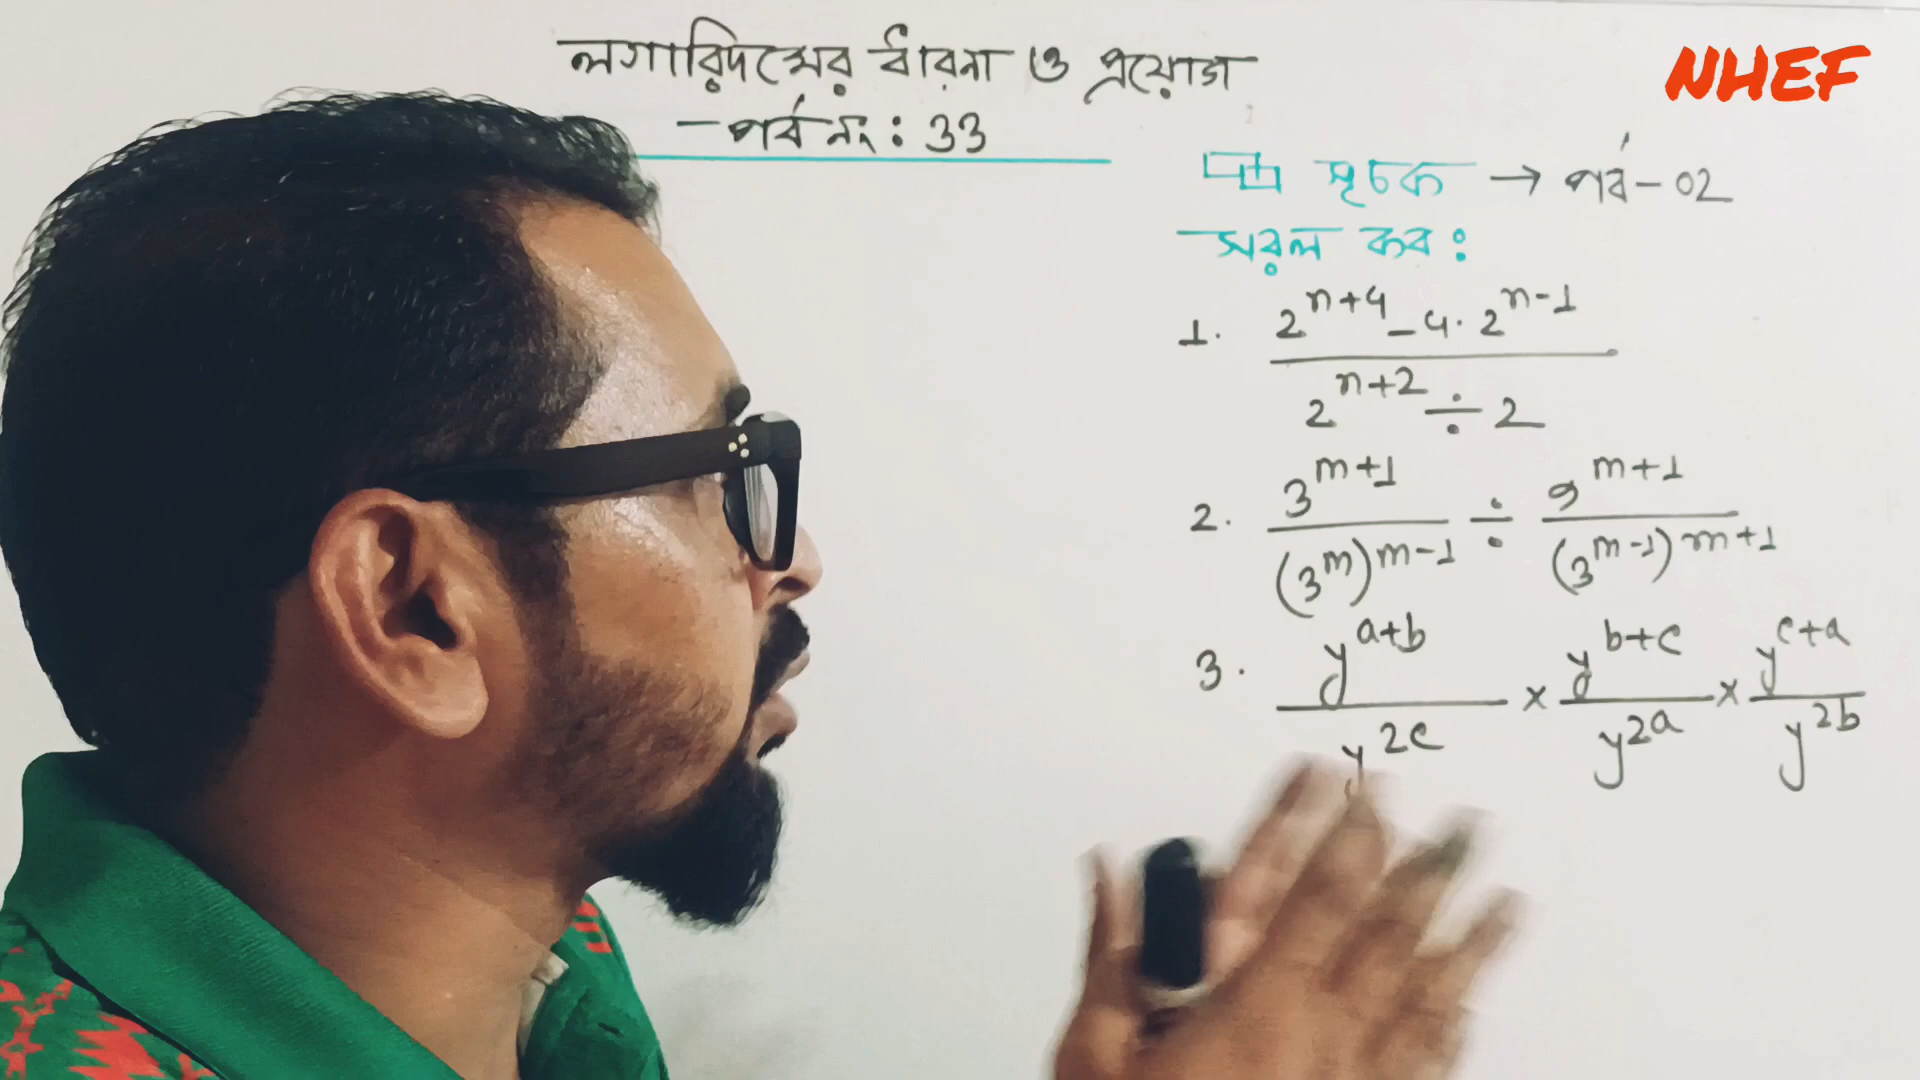 লগারিদমের ধারনা ও প্রয়োগ
- পর্ব নং : 33
NHEF
সূচক → পর্ব - 02
সরল কর :
1. (2^(n+4) - 4 · 2^(n-1)) / (2^(n+2) ÷ 2)
2. 3^(m+1) / (3^m)^(m-1) ÷ 9^(m+1) / (3^(m-1))^(m+1)
3. y^(a+b) / y^(2c) × y^(b+c) / y^(2a) × y^(c+a) / y^(2b)